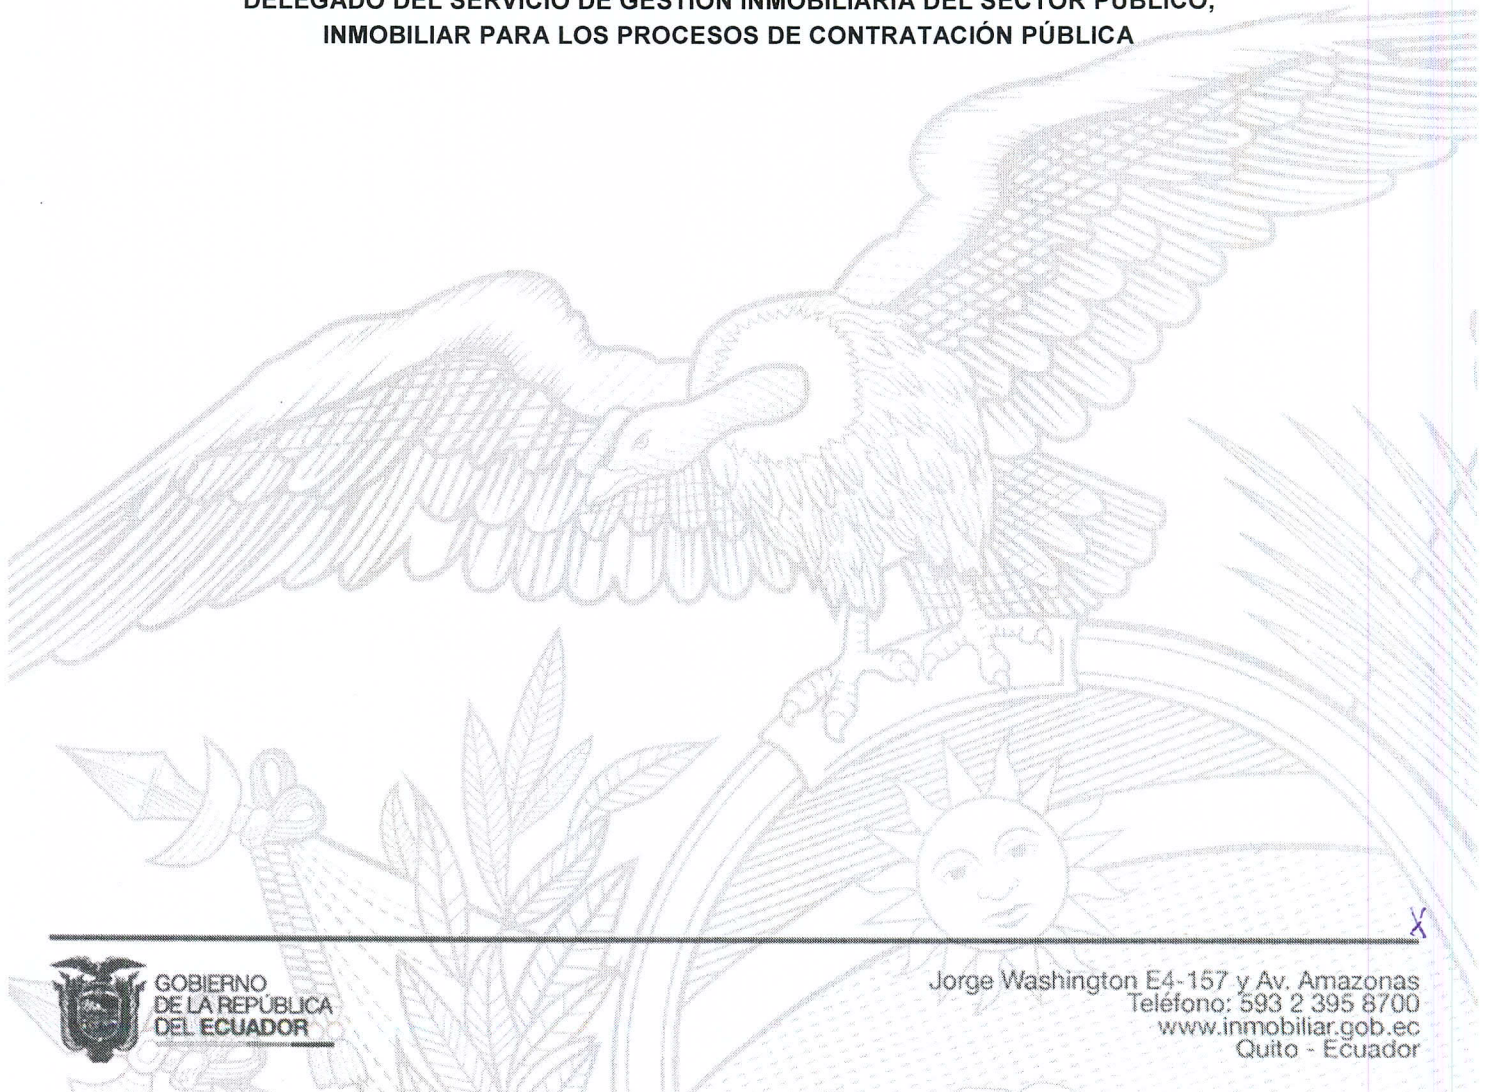 DELEGADO DEL SERVICIO DE GESTIÓN INMOBILIARIA DEL SECTOR PÚBLICO,
INMOBILIAR PARA LOS PROCESOS DE CONTRATACIÓN PÚBLICA
GOBIERNO
DE LA REPÚBLICA
DEL ECUADOR
Jorge Washington E4-157 y Av. Amazonas
Teléfono: 593 2 395 8700
www.inmobiliar.gob.ec
Quito - Ecuador